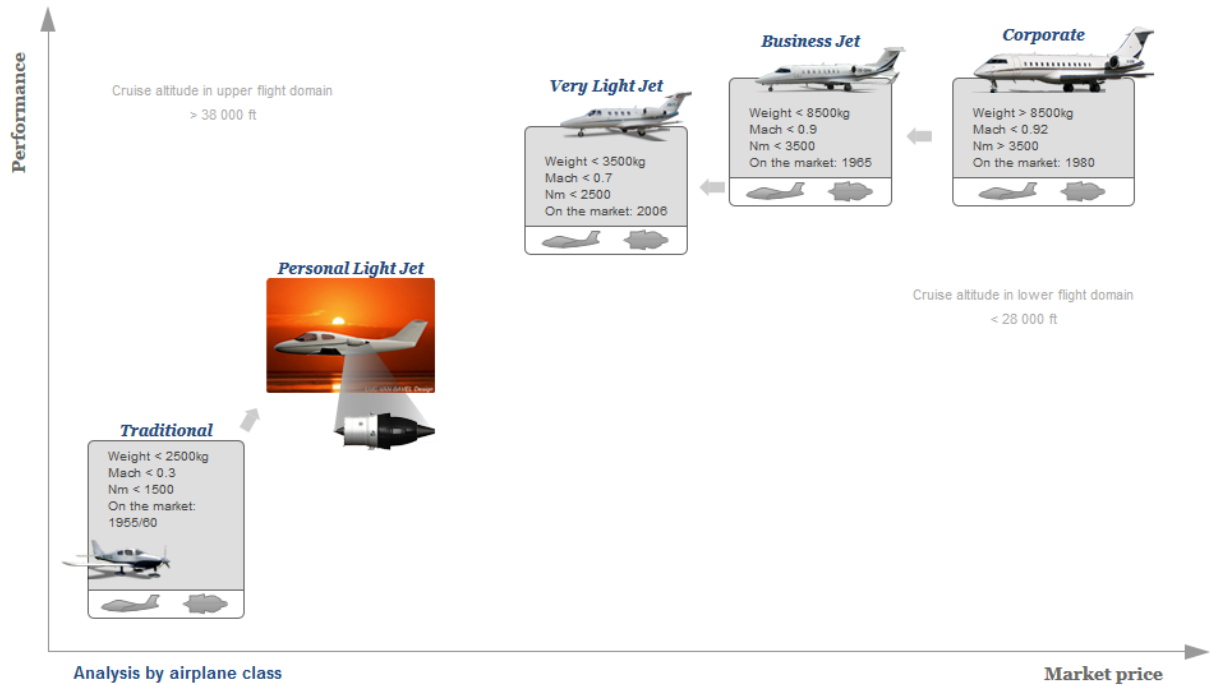 Performance
Cruise altitude in upper flight domain
> 38 000 ft
Very Light Jet
Weight < 3500kg
Mach < 0.7
Nm < 2500
On the market: 2006
Business Jet
Weight < 8500kg
Mach < 0.9
Nm < 3500
On the market: 1965
Corporate
Weight > 8500kg
Mach < 0.92
Nm > 3500
On the market: 1980
Personal Light Jet
LUC VAN BAVEL Design
Cruise altitude in lower flight domain
< 28 000 ft
Traditional
Weight < 2500kg
Mach < 0.3
Nm < 1500
On the market:
1955/60
Analysis by airplane class
Market price